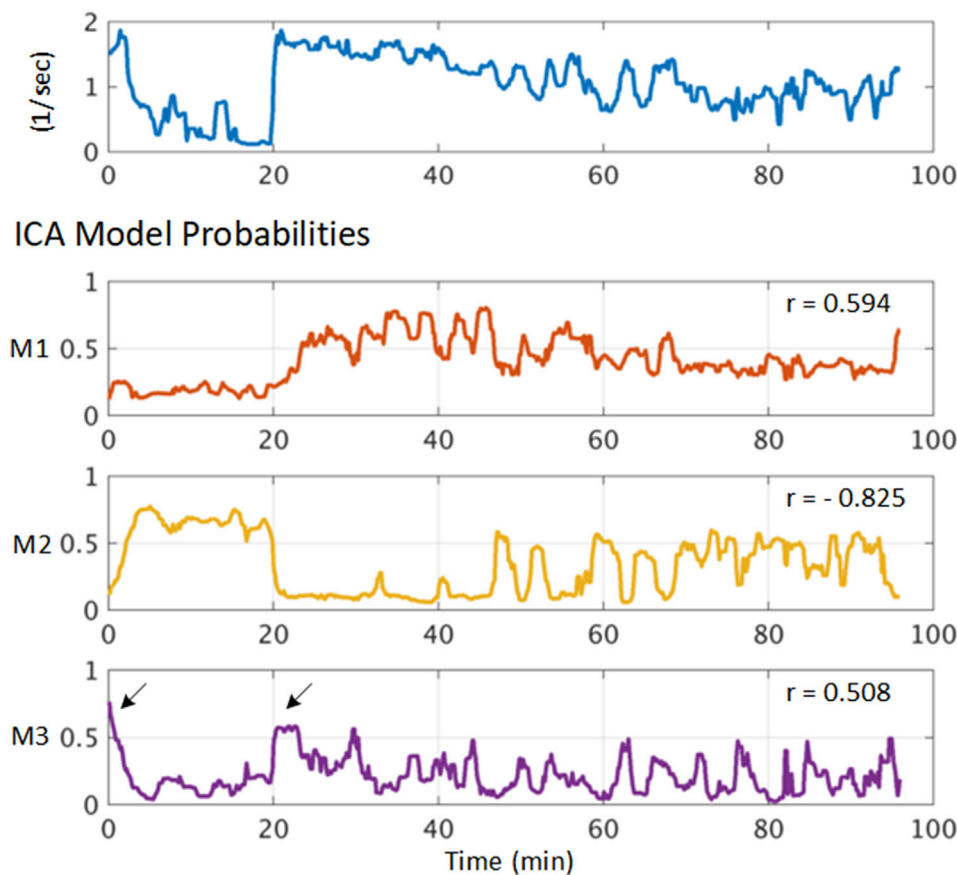 2
1
0
(1/sec)
0 20 40 60 80 100
ICA Model Probabilities
1
r = 0.594
M1 0.5
0
0 20 40 60 80 100
1
r = - 0.825
M2 0.5
0
0 20 40 60 80 100
1
r = 0.508
M3 0.5
0
0 20 40 60 80 100
Time (min)